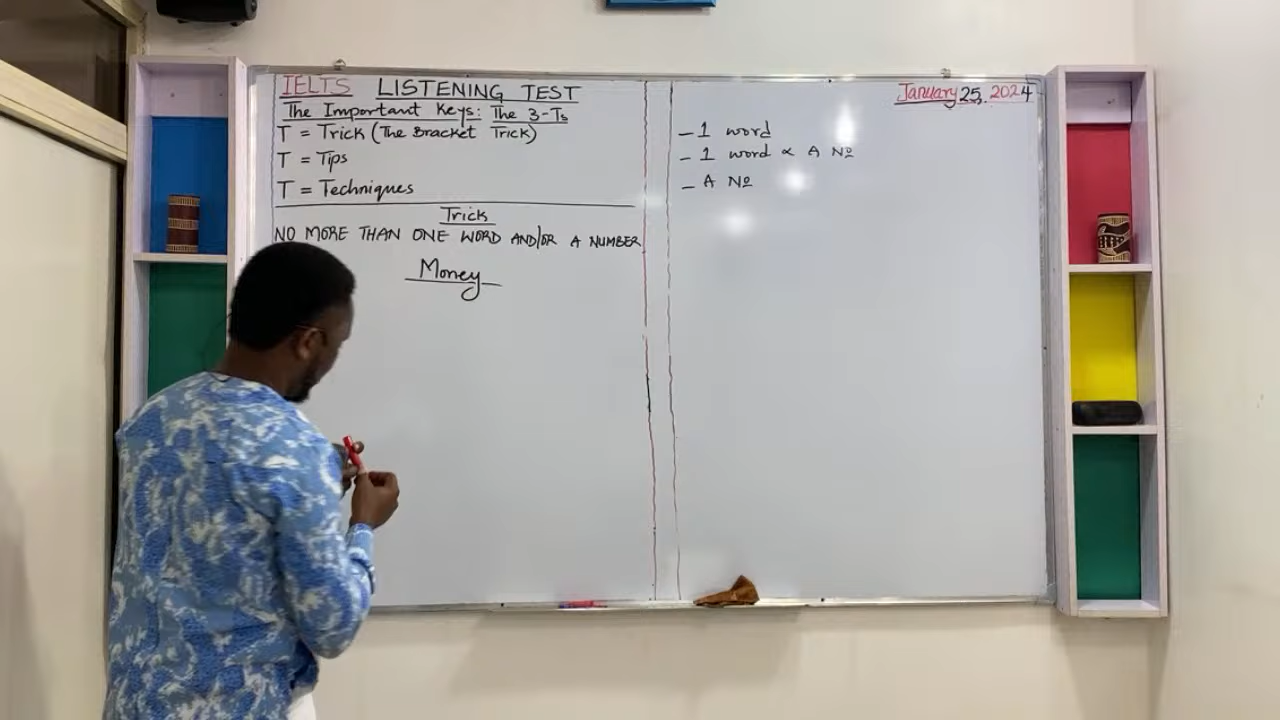 IELTS LISTENING TEST
The Important Keys: The 3-Ts
T = Trick (The Bracket Trick)
T = Tips
T = Techniques
Trick
NO MORE THAN ONE WORD AND/OR A NUMBER
Money
January 25, 2024
- 1 word
- 1 word & A №
- A №